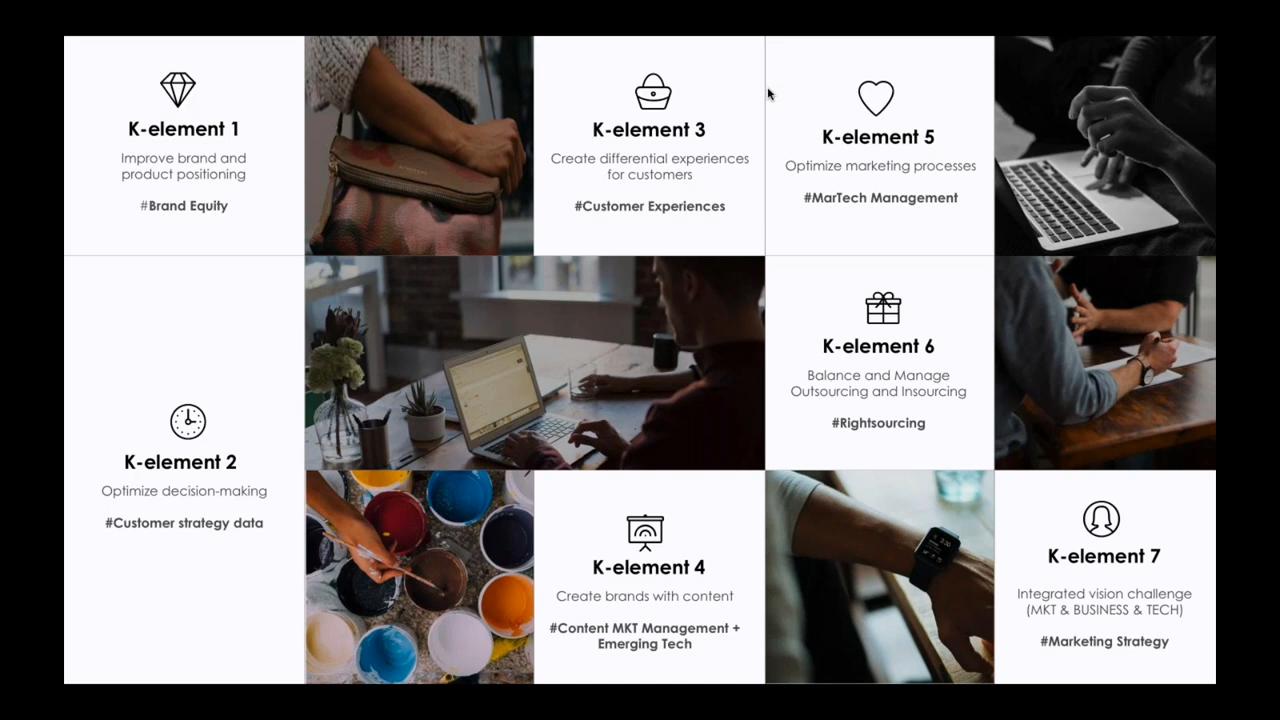 K-element 1
Improve brand and
product positioning
#Brand Equity
K-element 2
Optimize decision-making
#Customer strategy data
K-element 3
Create differential experiences
for customers
#Customer Experiences
K-element 4
Create brands with content
#Content MKT Management +
Emerging Tech
K-element 5
Optimize marketing processes
#MarTech Management
K-element 6
Balance and Manage
Outsourcing and Insourcing
#Rightsourcing
K-element 7
Integrated vision challenge
(MKT & BUSINESS & TECH)
#Marketing Strategy